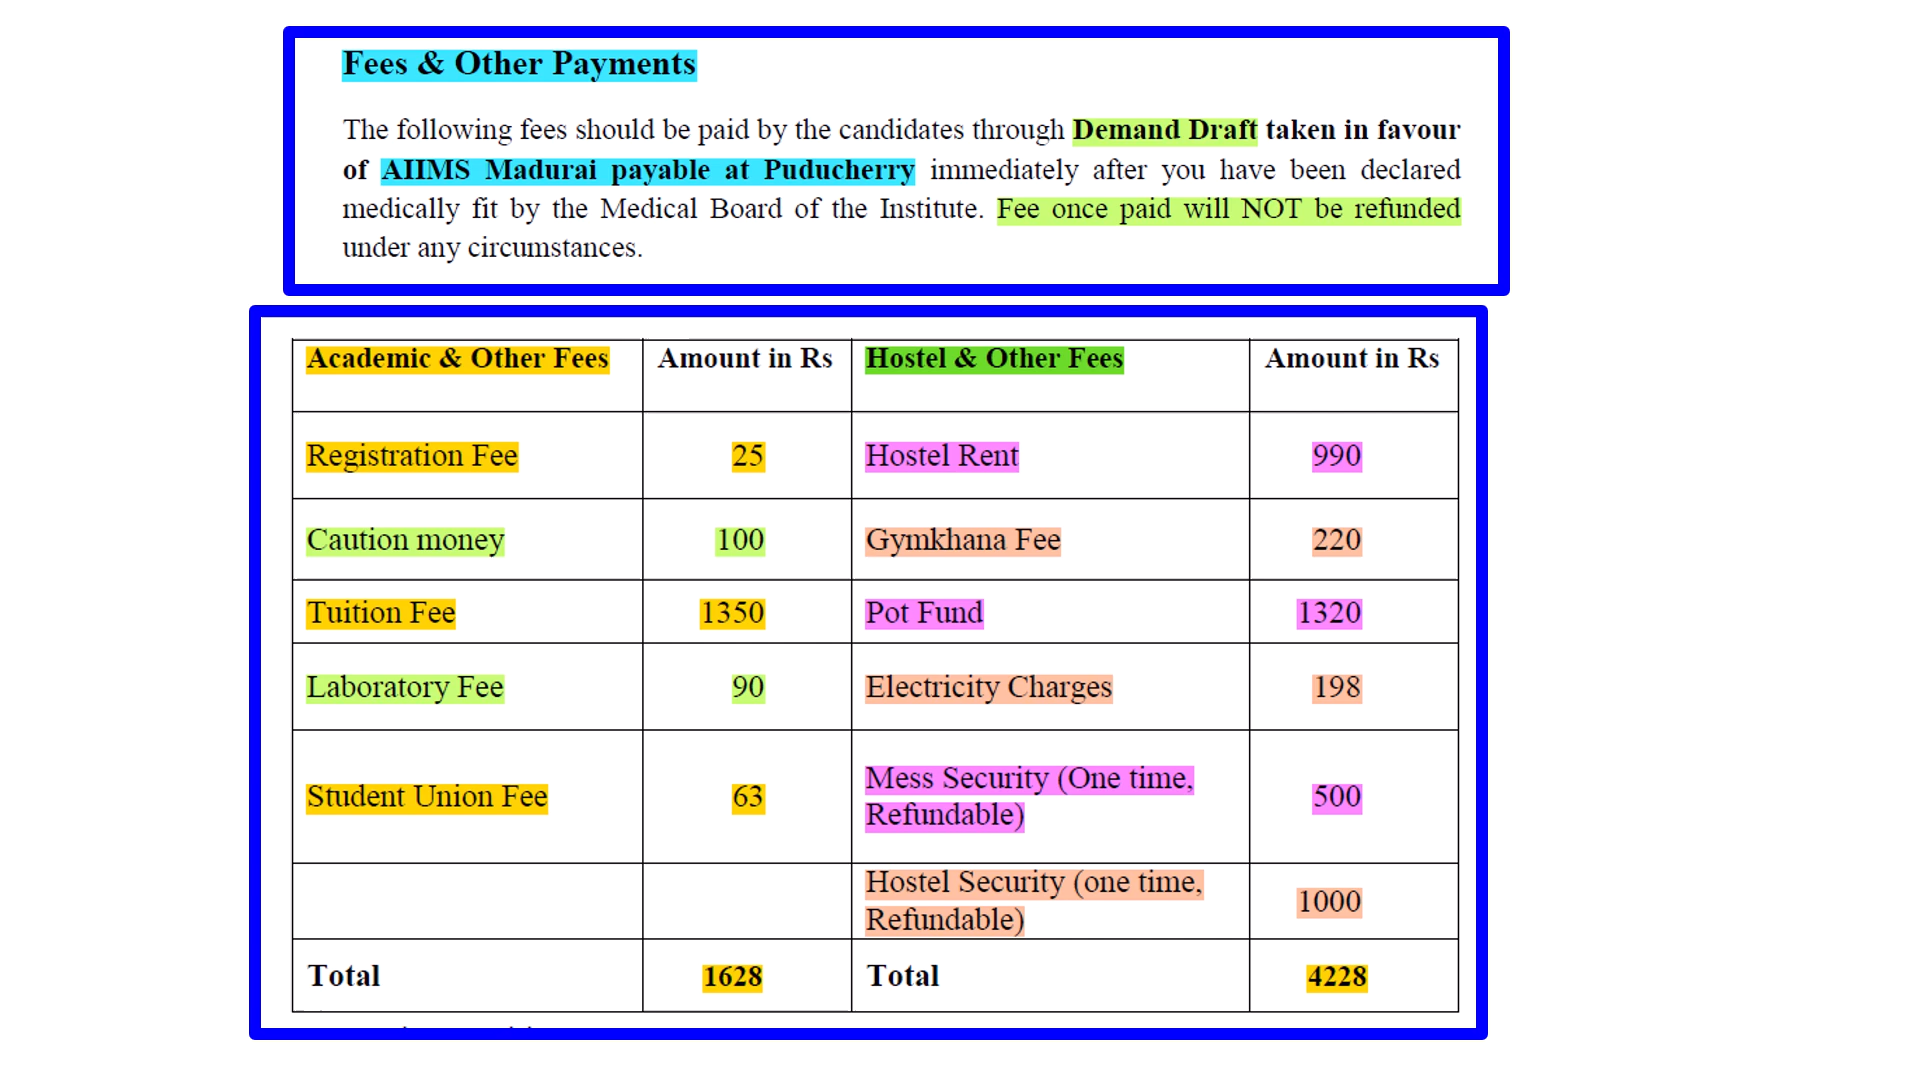 Fees & Other Payments
The following fees should be paid by the candidates through Demand Draft taken in favour
of AIIMS Madurai payable at Puducherry immediately after you have been declared
medically fit by the Medical Board of the Institute. Fee once paid will NOT be refunded
under any circumstances.
Academic & Other Fees Amount in Rs Hostel & Other Fees Amount in Rs
Registration Fee 25 Hostel Rent 990
Caution money 100 Gymkhana Fee 220
Tuition Fee 1350 Pot Fund 1320
Laboratory Fee 90 Electricity Charges 198
Student Union Fee 63 Mess Security (One time,
Refundable) 500
Hostel Security (one time,
Refundable) 1000
Total 1628 Total 4228